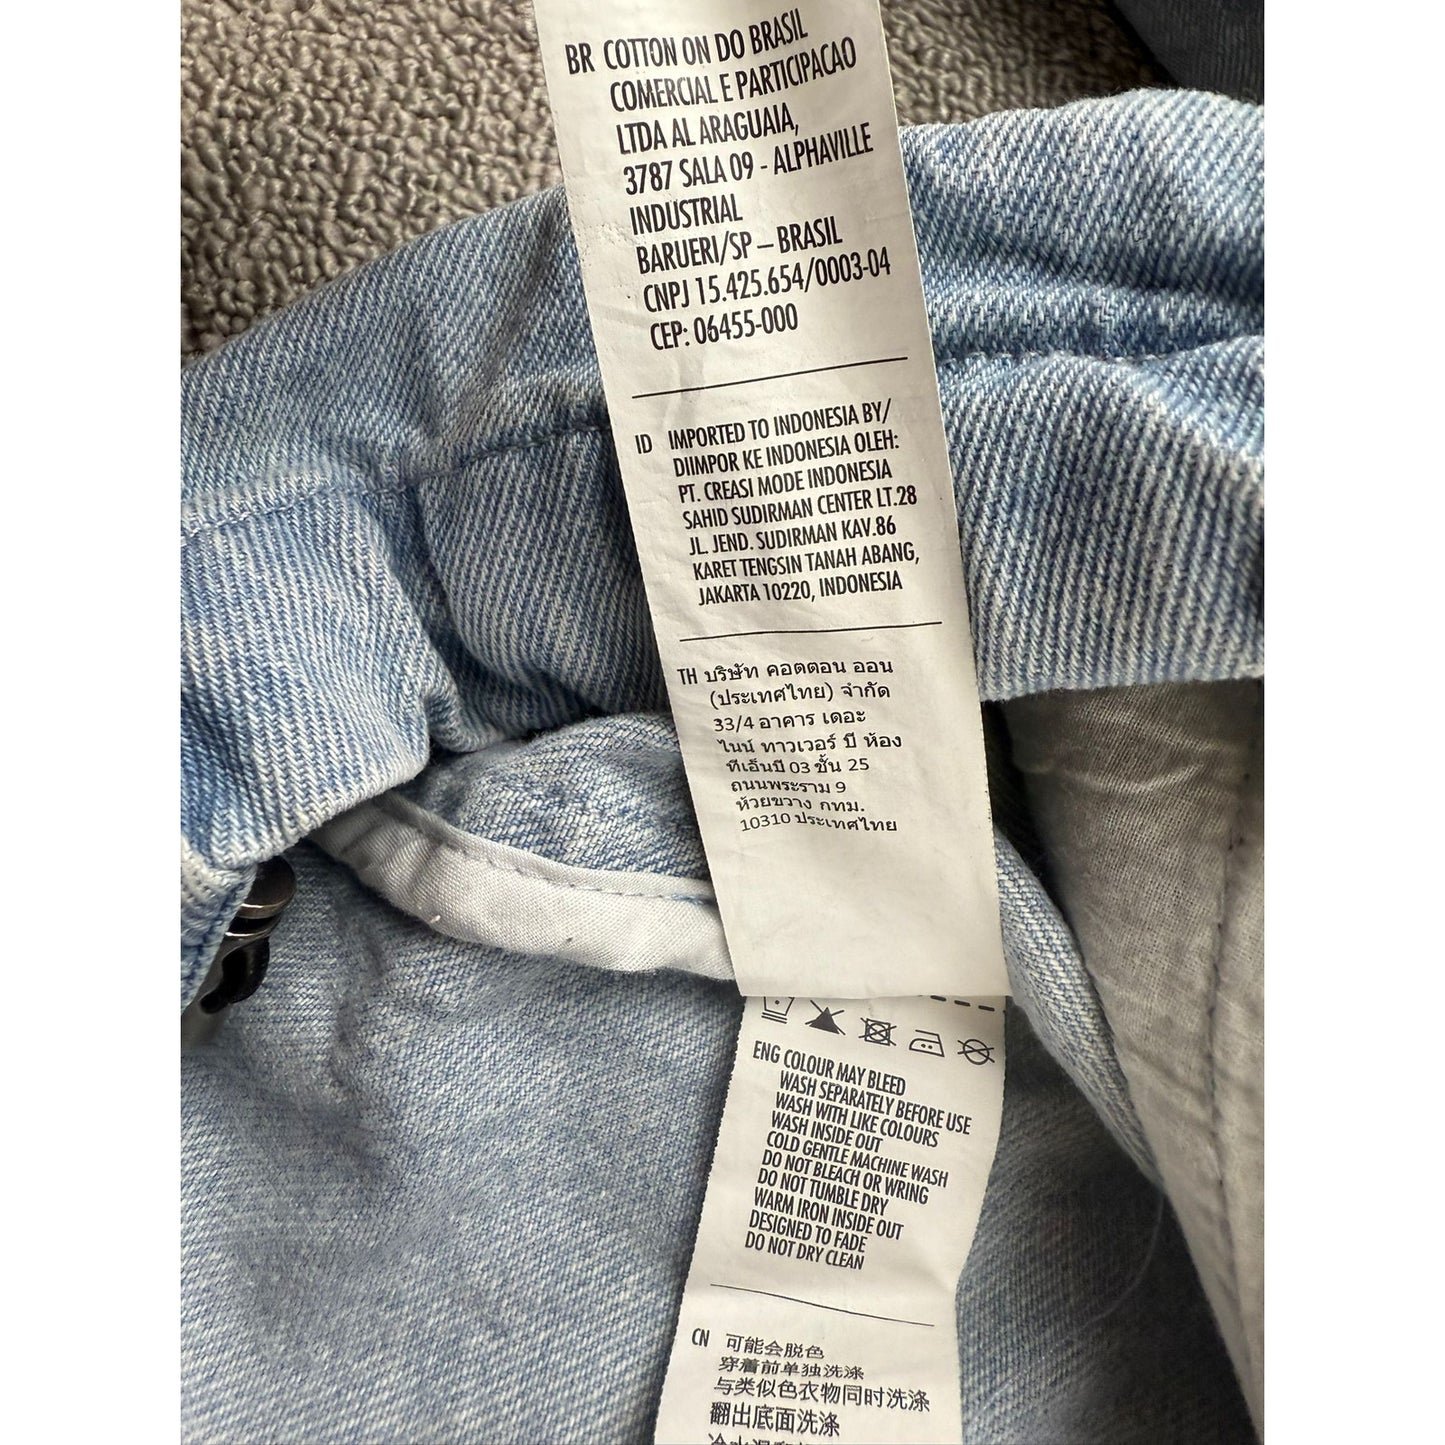 BR COTTON ON DO BRASIL
COMERCIAL E PARTICIPACAO
LTDA AL ARAGUAIA,
3787 SALA 09 - ALPHAVILLE
INDUSTRIAL
BARUERI/SP – BRASIL
CNPJ 15.425.654/0003-04
CEP: 06455-000
ID IMPORTED TO INDONESIA BY/
DIIMPOR KE INDONESIA OLEH:
PT. CREASI MODE INDONESIA
SAHID SUDIRMAN CENTER LT.28
JL. JEND. SUDIRMAN KAV.86
KARET TENGSIN TANAH ABANG,
JAKARTA 10220, INDONESIA
TH บริษัท คอตตอน ออน
(ประเทศไทย) จำกัด
33/4 อาคาร เดอะ
ไนน์ ทาวเวอร์ บี ห้อง
ทีเอ็นบี 03 ชั้น 25
ถนนพระราม 9
ห้วยขวาง กทม.
10310 ประเทศไทย
ENG COLOUR MAY BLEED
WASH SEPARATELY BEFORE USE
WASH WITH LIKE COLOURS
WASH INSIDE OUT
COLD GENTLE MACHINE WASH
DO NOT BLEACH OR WRING
DO NOT TUMBLE DRY
WARM IRON INSIDE OUT
DESIGNED TO FADE
DO NOT DRY CLEAN
CN 可能会脱色
穿着前单独洗涤
与类似色衣物同时洗涤
翻出底面洗涤